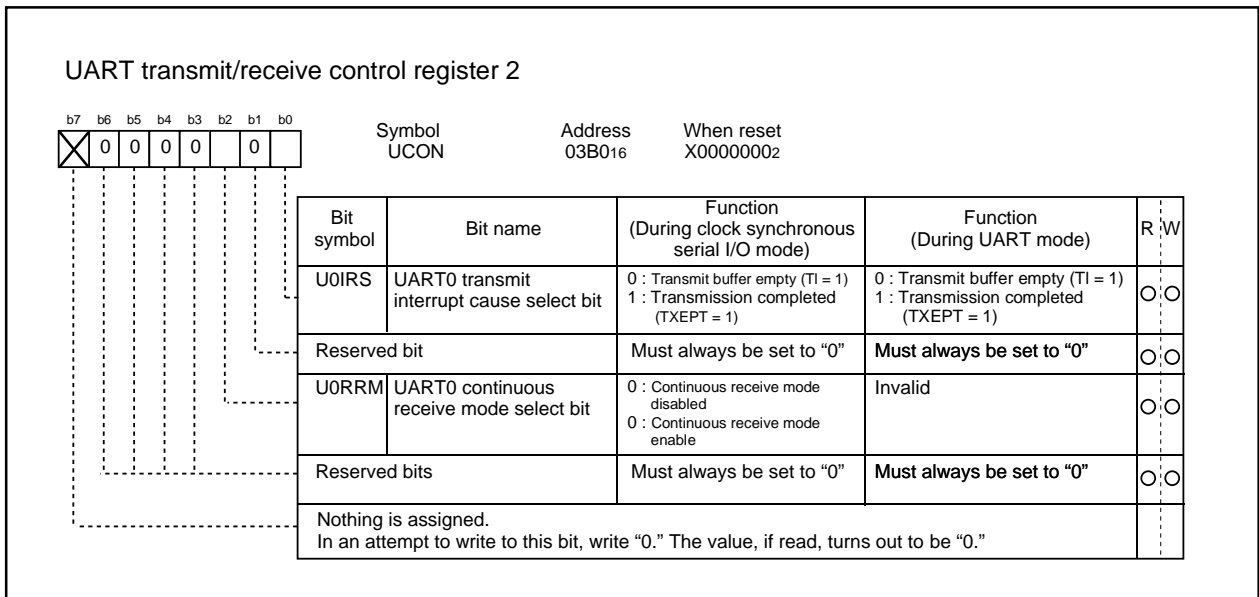 UART transmit/receive control register 2
b7 b6 b5 b4 b3 b2 b1 b0
0 0 0 0 0
Symbol Address When reset
UCON 03B016 X00000002
Bit symbol Bit name Function (During clock synchronous serial I/O mode) Function (During UART mode) R W
U0IRS UART0 transmit interrupt cause select bit
0 : Transmit buffer empty (TI = 1)
1 : Transmission completed
(TXEPT = 1)
0 : Transmit buffer empty (TI = 1)
1 : Transmission completed
(TXEPT = 1)
Reserved bit Must always be set to “0” Must always be set to “0”
U0RRM UART0 continuous receive mode select bit
0 : Continuous receive mode
disabled
0 : Continuous receive mode
enable
Invalid
Reserved bits Must always be set to “0” Must always be set to “0”
Nothing is assigned.
In an attempt to write to this bit, write “0.” The value, if read, turns out to be “0.”